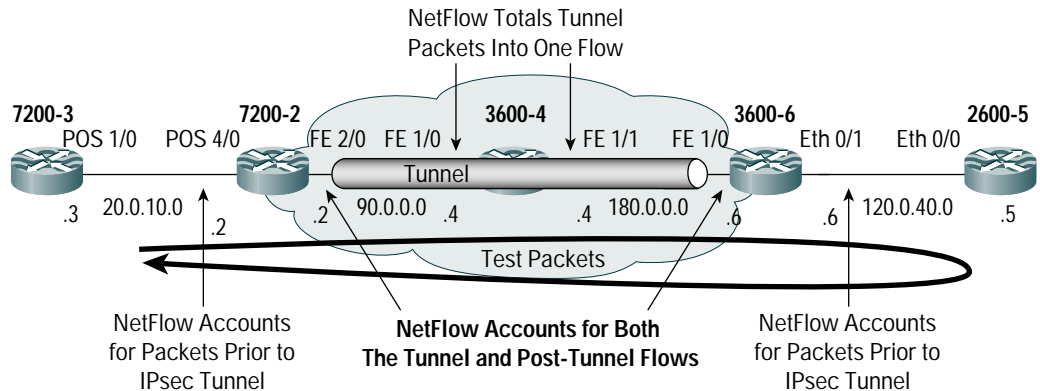 NetFlow Totals Tunnel
Packets Into One Flow
7200-3
7200-2
3600-4
3600-6
2600-5
POS 1/0
POS 4/0
FE 2/0
FE 1/0
FE 1/1
FE 1/0
Eth 0/1
Eth 0/0
Tunnel
.3
20.0.10.0
.2
.2
90.0.0.0
.4
.4
180.0.0.0
.6
.6
120.0.40.0
.5
Test Packets
NetFlow Accounts
for Packets Prior to
IPsec Tunnel
NetFlow Accounts for Both
The Tunnel and Post-Tunnel Flows
NetFlow Accounts
for Packets Prior to
IPsec Tunnel